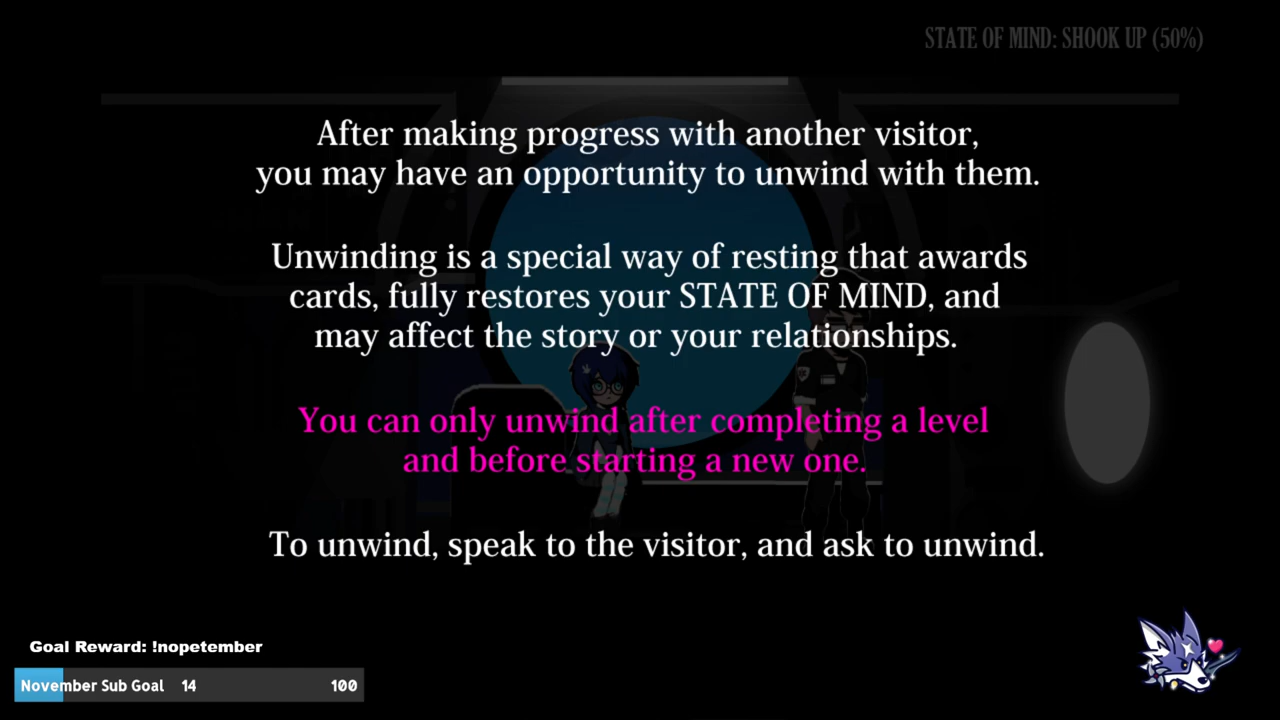 STATE OF MIND: SHOOK UP (50%)
After making progress with another visitor,
you may have an opportunity to unwind with them.
Unwinding is a special way of resting that awards
cards, fully restores your STATE OF MIND, and
may affect the story or your relationships.
You can only unwind after completing a level
and before starting a new one.
To unwind, speak to the visitor, and ask to unwind.
Goal Reward: !nopetember
November Sub Goal 14 100